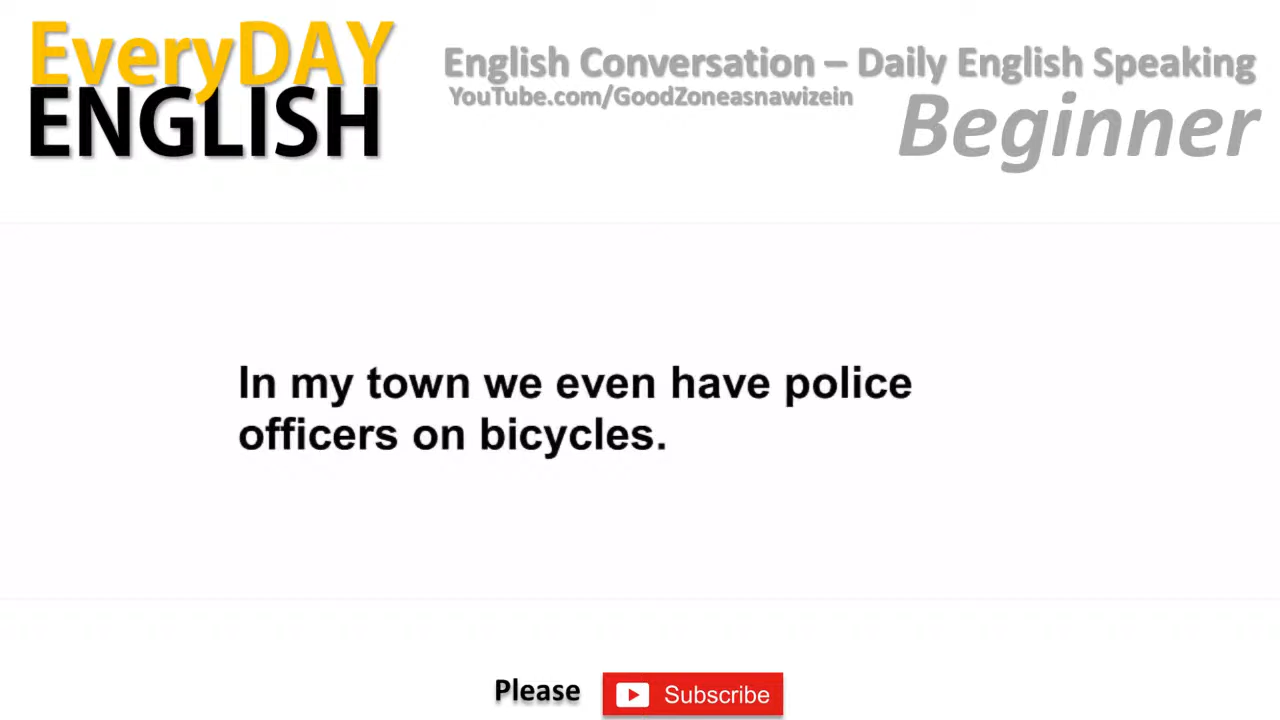 EveryDAY
ENGLISH
English Conversation – Daily English Speaking
YouTube.com/GoodZoneasnawizein
Beginner
In my town we even have police
officers on bicycles.
Please
Subscribe